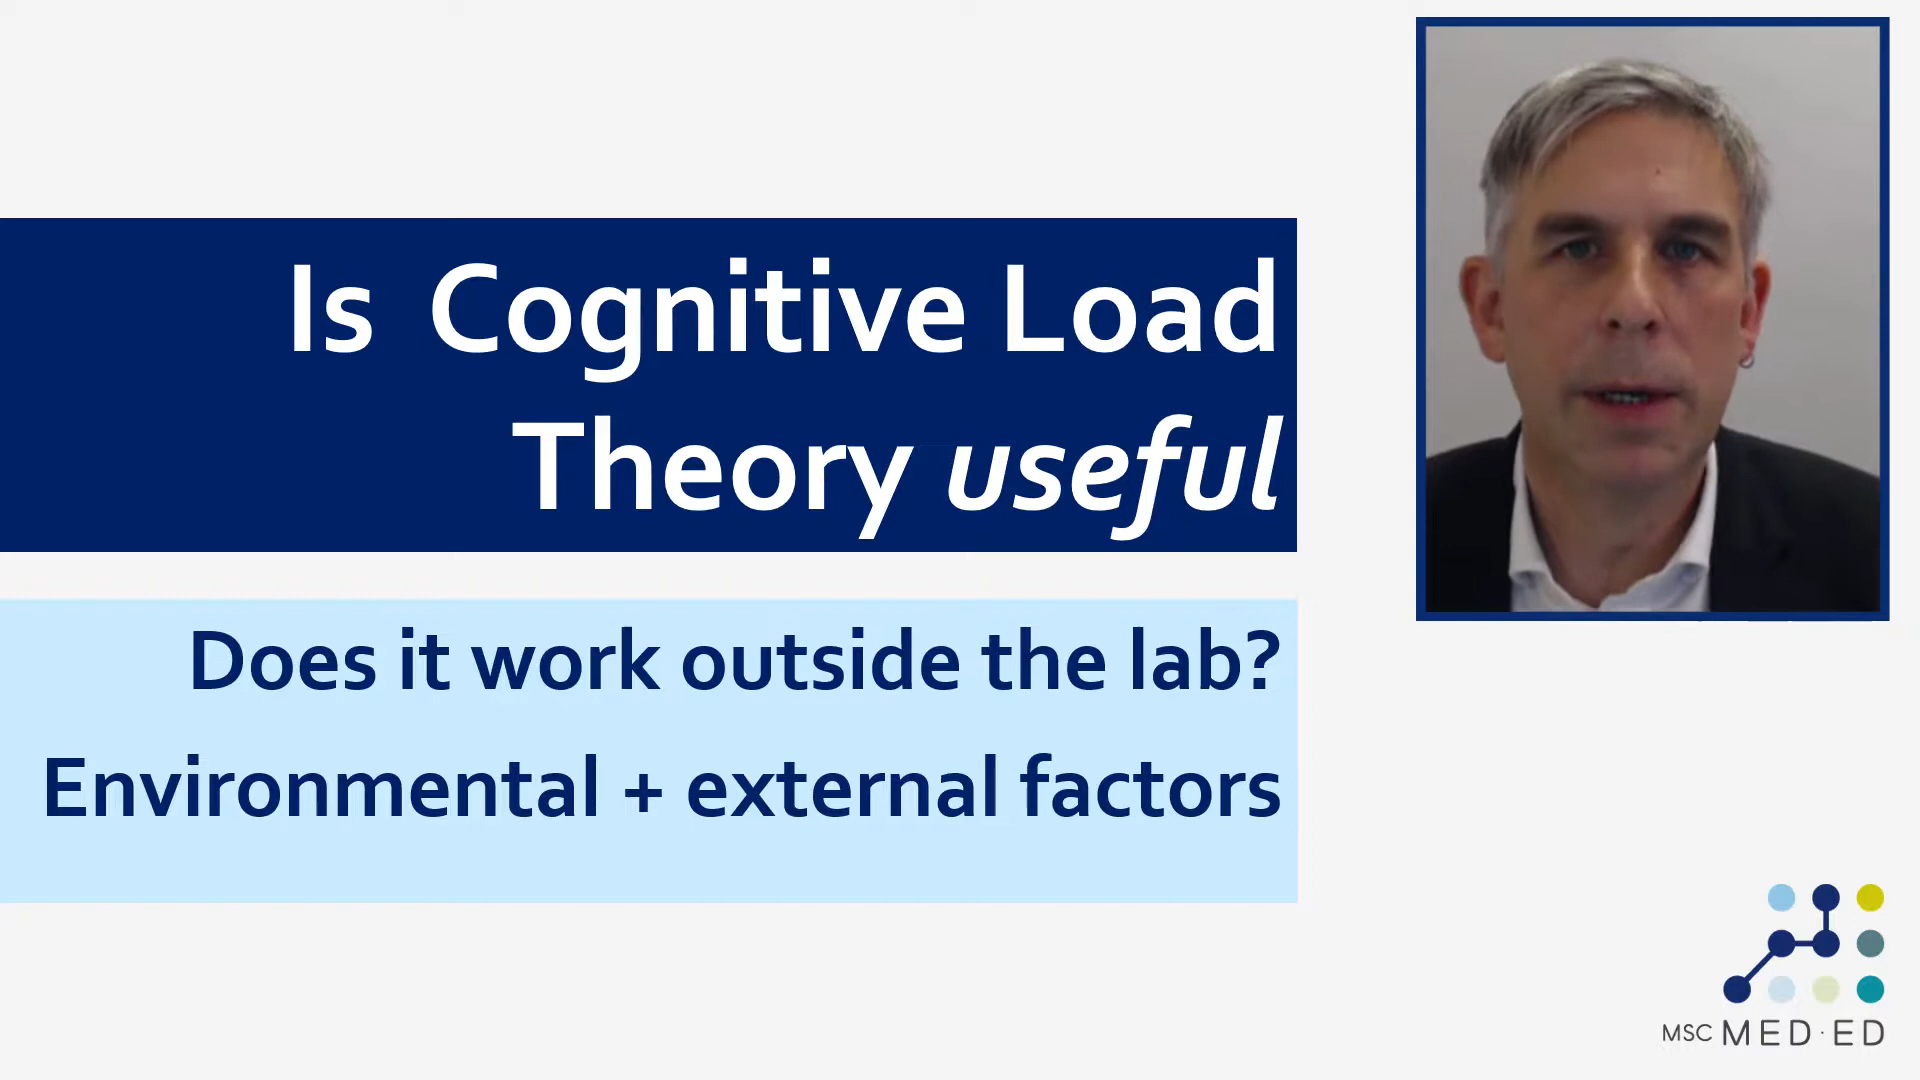 Is Cognitive Load
Theory useful
Does it work outside the lab?
Environmental + external factors
MSC MED·ED